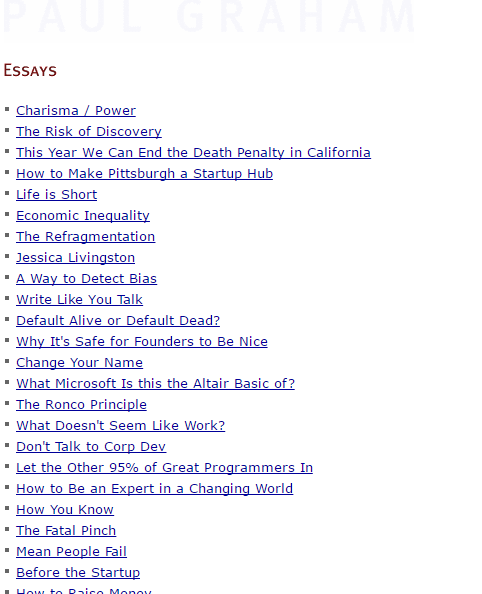 PAUL GRAHAM
Essays
Charisma / Power
The Risk of Discovery
This Year We Can End the Death Penalty in California
How to Make Pittsburgh a Startup Hub
Life is Short
Economic Inequality
The Refragmentation
Jessica Livingston
A Way to Detect Bias
Write Like You Talk
Default Alive or Default Dead?
Why It's Safe for Founders to Be Nice
Change Your Name
What Microsoft Is this the Altair Basic of?
The Ronco Principle
What Doesn't Seem Like Work?
Don't Talk to Corp Dev
Let the Other 95% of Great Programmers In
How to Be an Expert in a Changing World
How You Know
The Fatal Pinch
Mean People Fail
Before the Startup
How to Raise Money